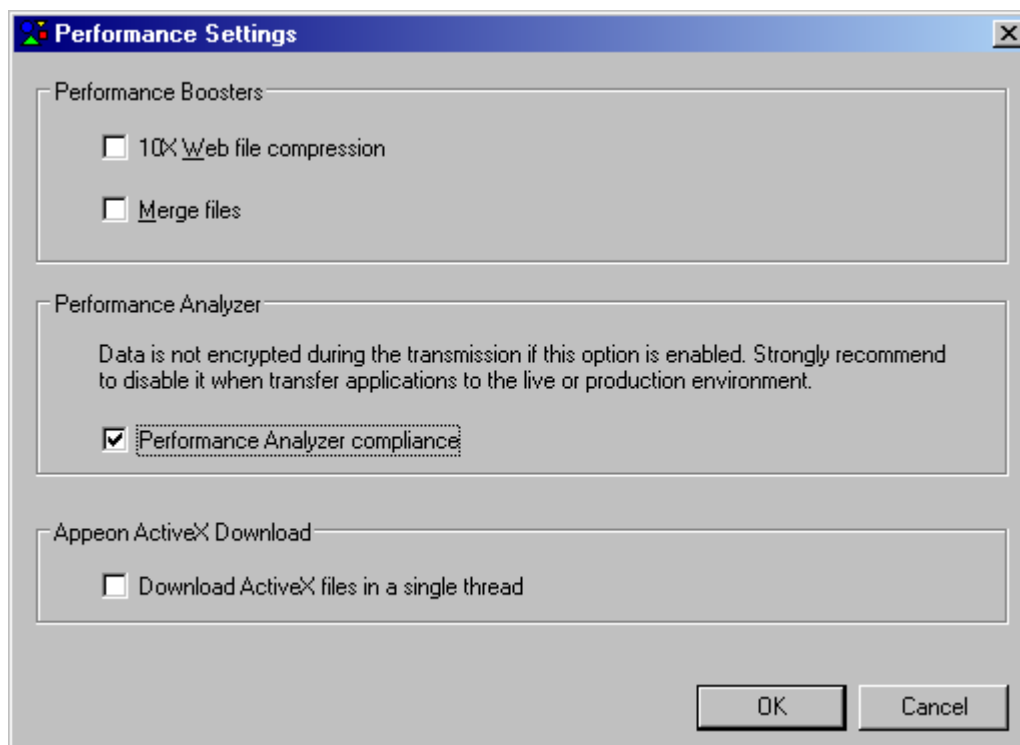 Performance Settings
Performance Boosters
10X Web file compression
Merge files
Performance Analyzer
Data is not encrypted during the transmission if this option is enabled. Strongly recommend
to disable it when transfer applications to the live or production environment.
Performance Analyzer compliance
Appeon ActiveX Download
Download ActiveX files in a single thread
OK
Cancel